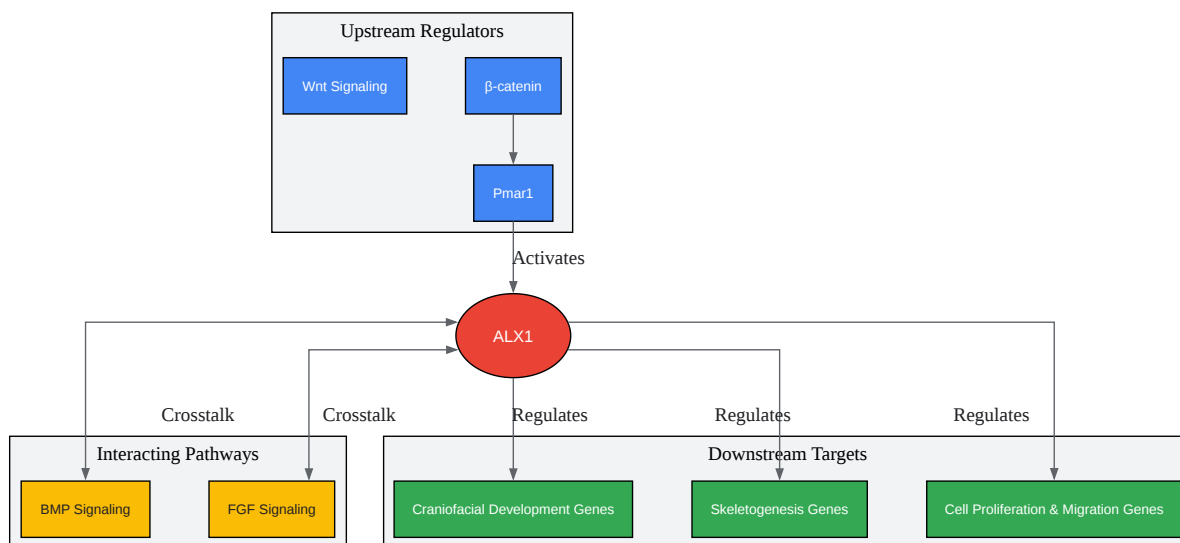 Upstream Regulators
Wnt Signaling
β-catenin
Pmar1
Activates
ALX1
Crosstalk
Crosstalk
Regulates
Regulates
Regulates
Interacting Pathways
Downstream Targets
BMP Signaling
FGF Signaling
Craniofacial Development Genes
Skeletogenesis Genes
Cell Proliferation & Migration Genes